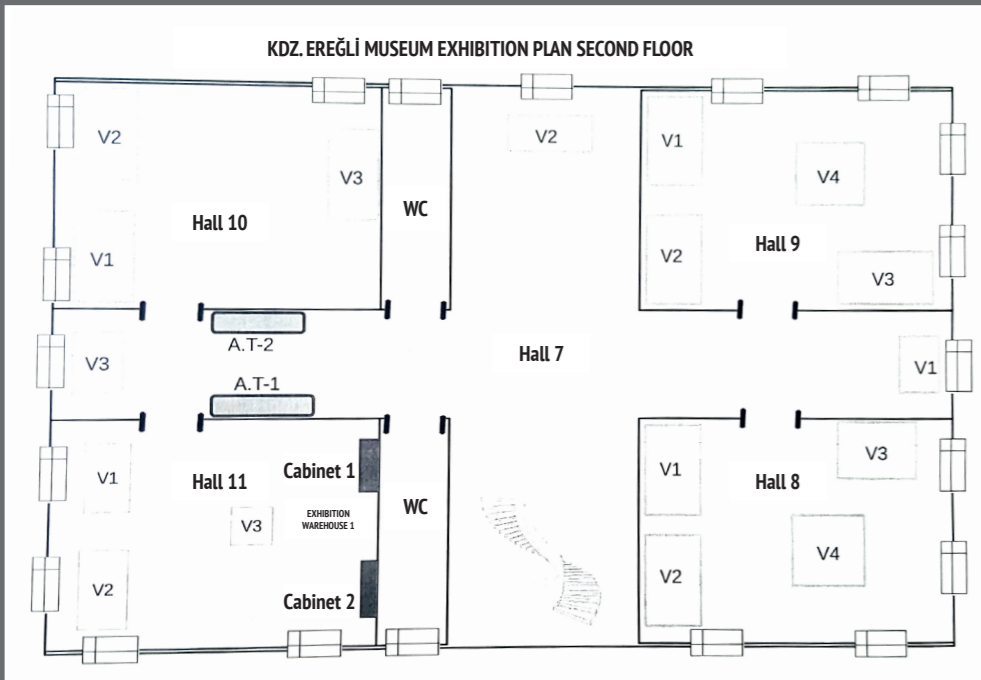 KDZ. EREĞLİ MUSEUM EXHIBITION PLAN SECOND FLOOR
V2
V3
V1
Hall 10
WC
V2
V1
V4
V2
Hall 9
V3
V3
A.T-2
A.T-1
Hall 7
V1
V1
Hall 11
V2
V3
Cabinet 1
EXHIBITION
WAREHOUSE 1
Cabinet 2
WC
V1
V3
Hall 8
V2
V4